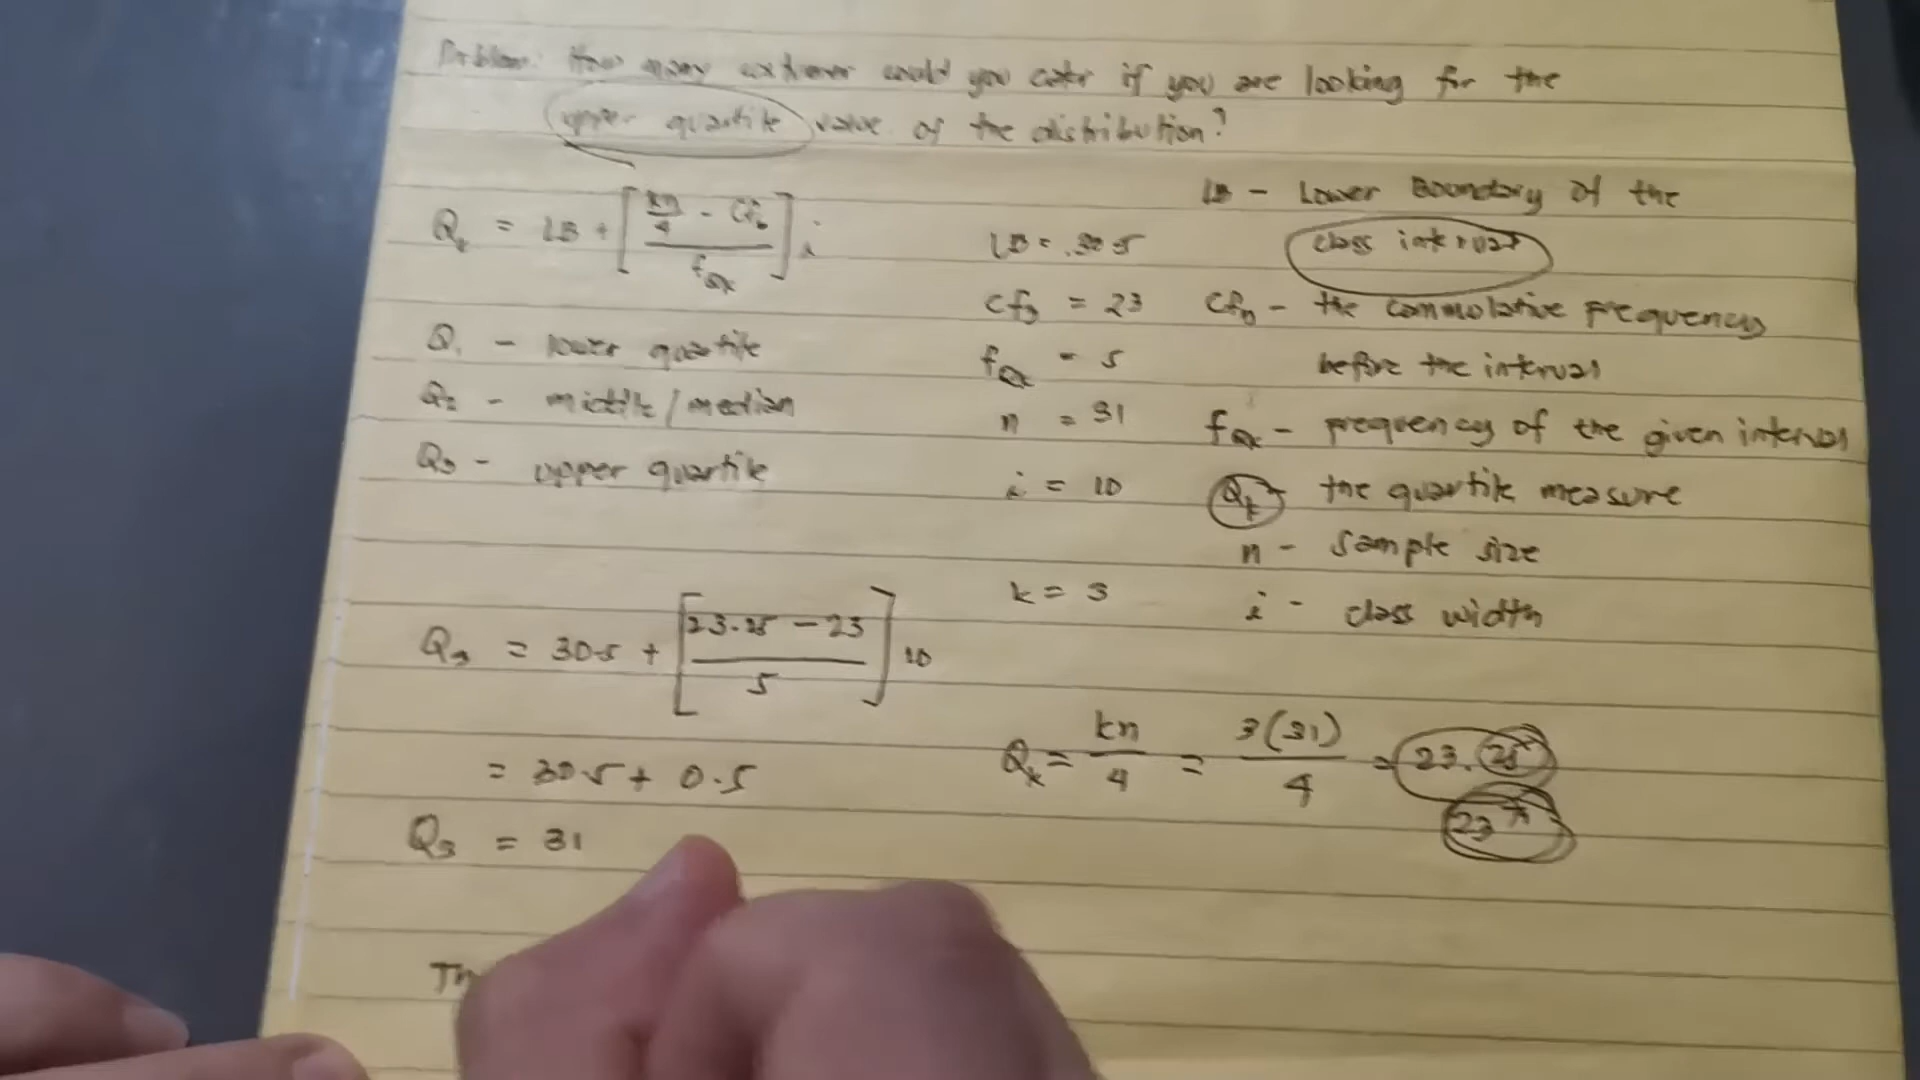 Problem: How many customer could you cater if you are looking for the
upper quartile value of the distribution?
Qk = LB + [ kn/4 - Cfb / fQk ] i
Q1 - lower quartile
Q2 - middle / median
Q3 - upper quartile
LB = 30.5
Cfb = 23
fQk = 5
n = 31
i = 10
k = 3
LB - Lower Boundary of the
class interval
Cfb - the commolative frequency
before the interval
fQk - frequency of the given interval
Qk - the quartile measure
n - sample size
i - class width
Q3 = 30.5 + [ 23.25 - 23 / 5 ] 10
= 30.5 + 0.5
Q3 = 31
Qk = kn/4 = 3(31)/4 = 23.25
23
Th